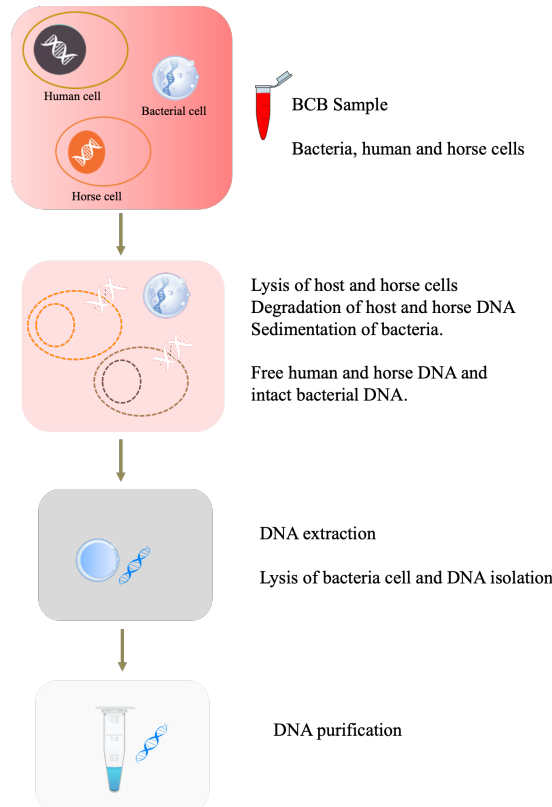 Human cell
Bacterial cell
Horse cell
BCB Sample
Bacteria, human and horse cells
Lysis of host and horse cells
Degradation of host and horse DNA
Sedimentation of bacteria.
Free human and horse DNA and
intact bacterial DNA.
DNA extraction
Lysis of bacteria cell and DNA isolation
DNA purification